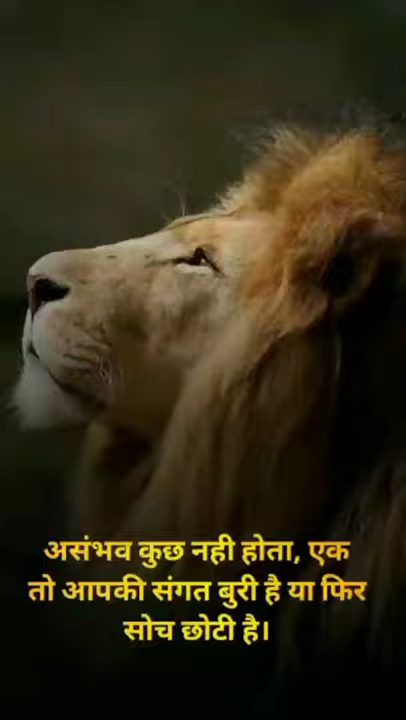 असंभव कुछ नही होता, एक
तो आपकी संगत बुरी है या फिर
सोच छोटी है।